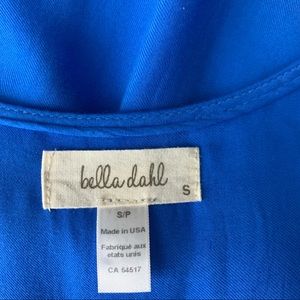 bella dahl
S
S/P
Made in USA
Fabriqué aux
etats unis
CA 54517